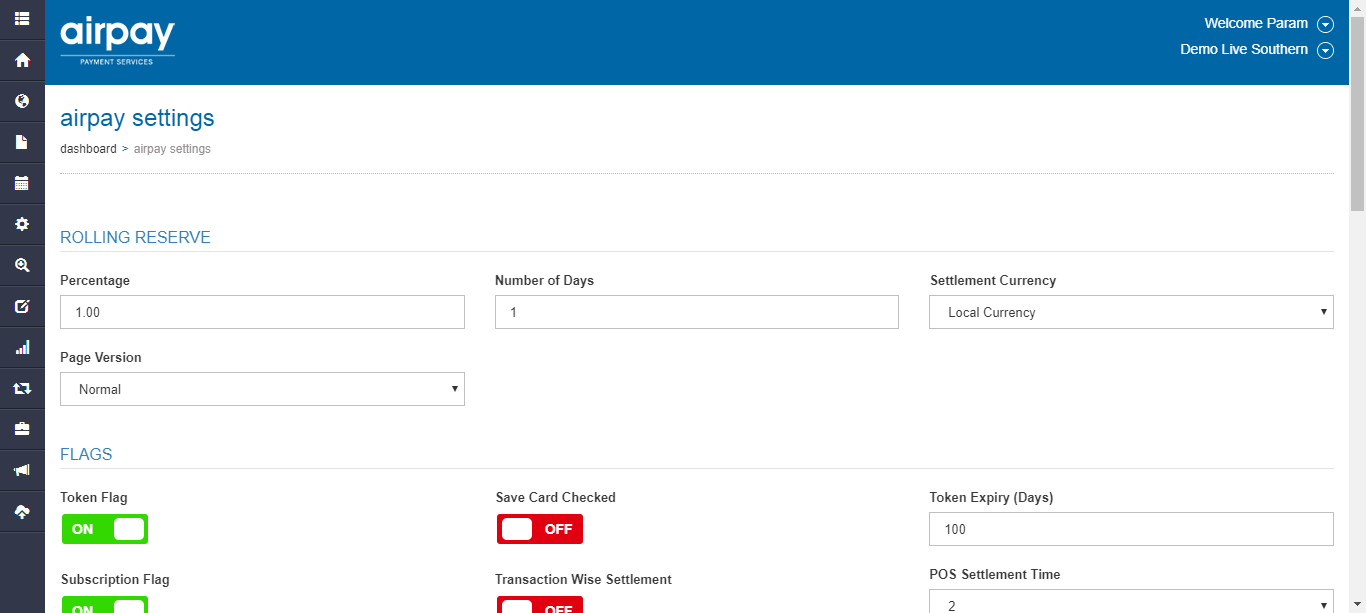 airpay
PAYMENT SERVICES
Welcome Param
Demo Live Southern
airpay settings
dashboard > airpay settings
ROLLING RESERVE
Percentage
Number of Days
Settlement Currency
1.00
1
Local Currency
Page Version
Normal
FLAGS
Token Flag
Save Card Checked
Token Expiry (Days)
ON
OFF
100
Subscription Flag
Transaction Wise Settlement
POS Settlement Time
ON
OFF
2